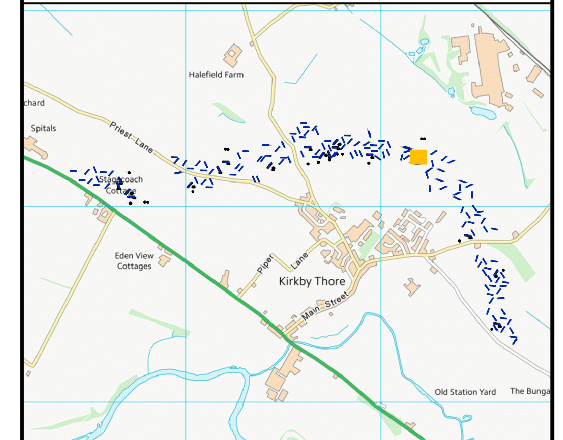 Halefield Farm
chard
Spitals
Priest Lane
Stagecoach
Cottage
Eden View
Cottages
Piper Lane
Kirkby Thore
Main Street
Old Station Yard
The Bunga